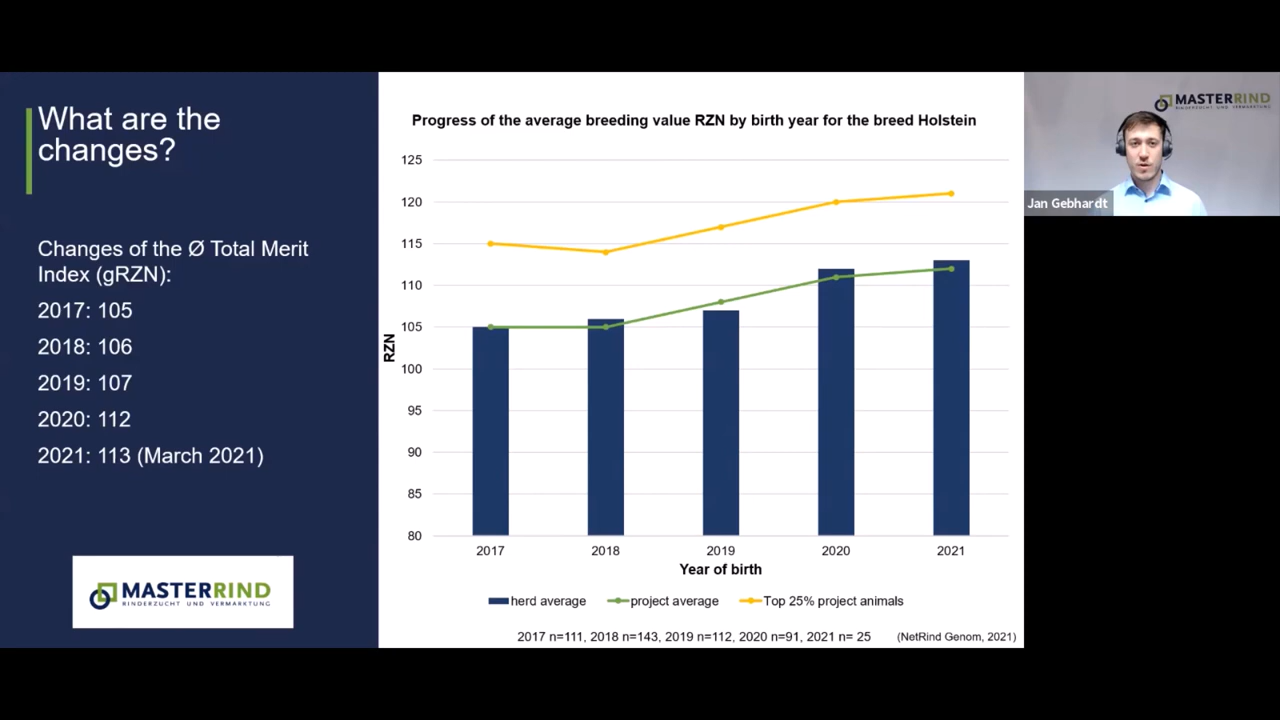 What are the
changes?
Changes of the Ø Total Merit
Index (gRZN):
2017: 105
2018: 106
2019: 107
2020: 112
2021: 113 (March 2021)
MASTERRIND
RINDERZUCHT UND VERMARKTUNG
Progress of the average breeding value RZN by birth year for the breed Holstein
125
120
115
110
105
100
95
90
85
80
RZN
2017 2018 2019 2020 2021
Year of birth
herd average project average Top 25% project animals
2017 n=111, 2018 n=143, 2019 n=112, 2020 n=91, 2021 n= 25 (NetRind Genom, 2021)
MASTERRIND
RINDERZUCHT UND VERMARKTUNG
Jan Gebhardt